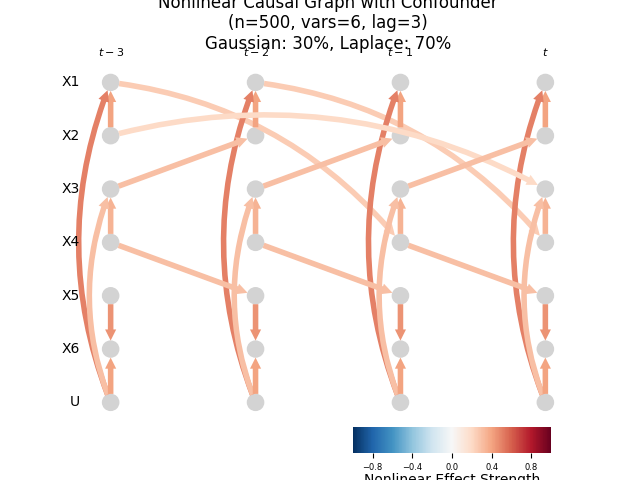 Nonlinear Causal Graph with Confounder
(n=500, vars=6, lag=3)
Gaussian: 30%, Laplace: 70%
t − 3 t − 2 t − 1 t
X1
X2
X3
X4
X5
X6
U
−0.8 −0.4 0.0 0.4 0.8
Nonlinear Effect Strength